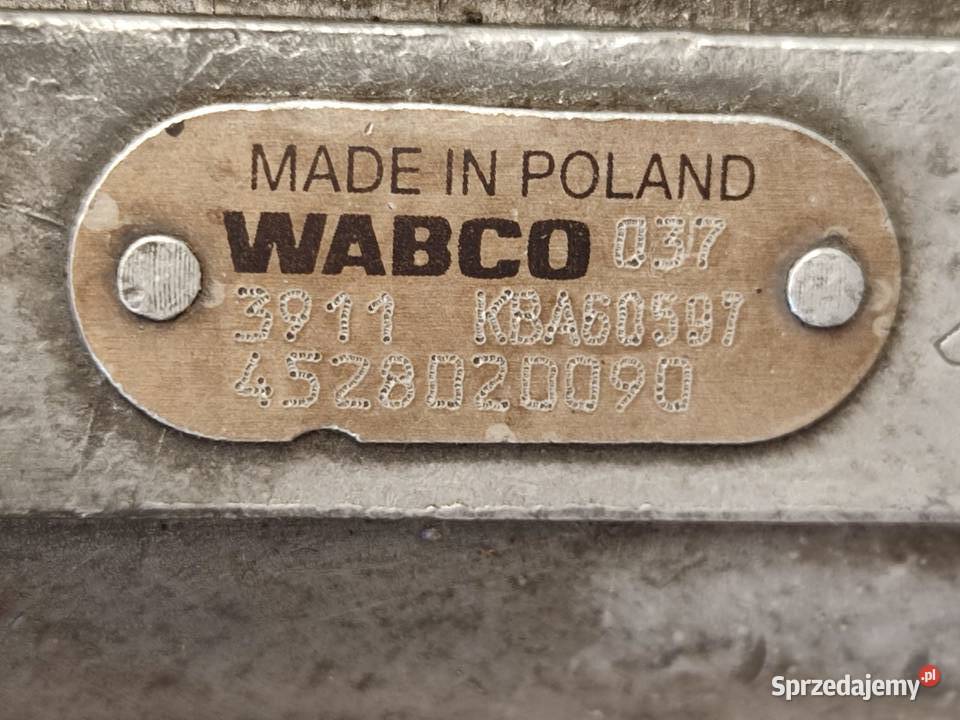 MADE IN POLAND
WABCO 037
3911 KBA60597
4528020090
Sprzedajemy.pl